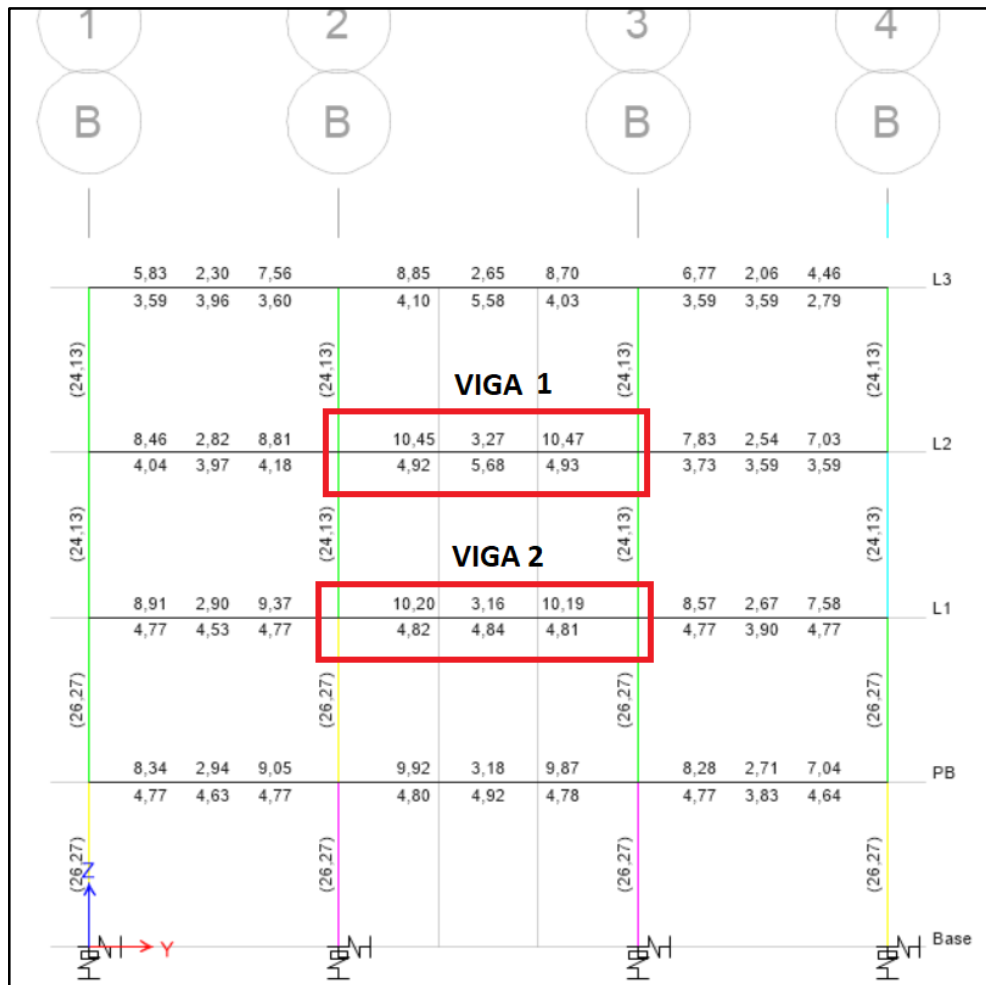 1 2 3 4
B B B B
5,83 2,30 7,56 8,85 2,65 8,70 6,77 2,06 4,46
L3
3,59 3,96 3,60 4,10 5,58 4,03 3,59 3,59 2,79
(24,13) (24,13) (24,13) (24,13)
VIGA 1
8,46 2,82 8,81 10,45 3,27 10,47 7,83 2,54 7,03
L2
4,04 3,97 4,18 4,92 5,68 4,93 3,73 3,59 3,59
(24,13) (24,13) (24,13) (24,13)
VIGA 2
8,91 2,90 9,37 10,20 3,16 10,19 8,57 2,67 7,58
L1
4,77 4,53 4,77 4,82 4,84 4,81 4,77 3,90 4,77
(26,27) (26,27) (26,27) (26,27)
8,34 2,94 9,05 9,92 3,18 9,87 8,28 2,71 7,04
PB
4,77 4,63 4,77 4,80 4,92 4,78 4,77 3,83 4,64
(26,27) (26,27) (26,27) (26,27)
Z
Y
Base